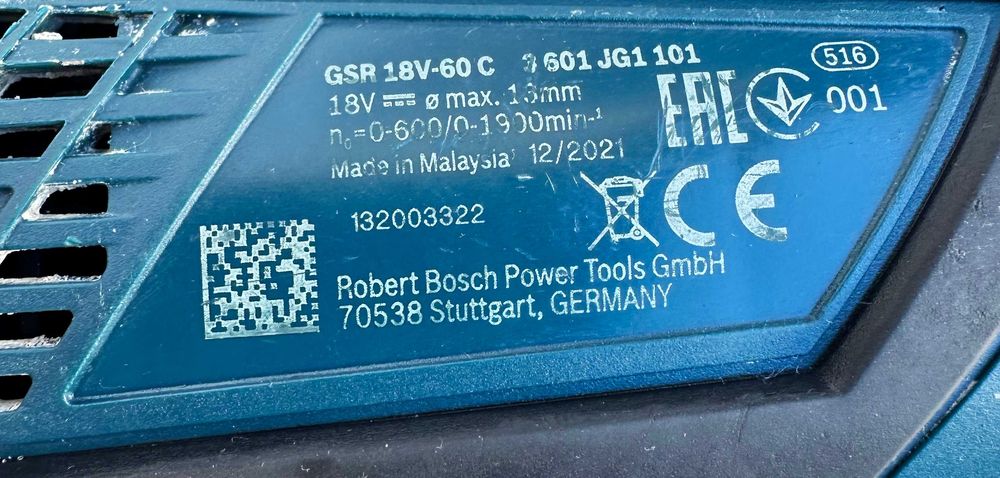 GSR 18V-60 C 3 601 JG1 101
516
18V ⎓ ø max. 13mm
EAC
001
n₀=0-600/0-1900min-¹
Made in Malaysia 12/2021
132003322
CE
Robert Bosch Power Tools GmbH
70538 Stuttgart, GERMANY